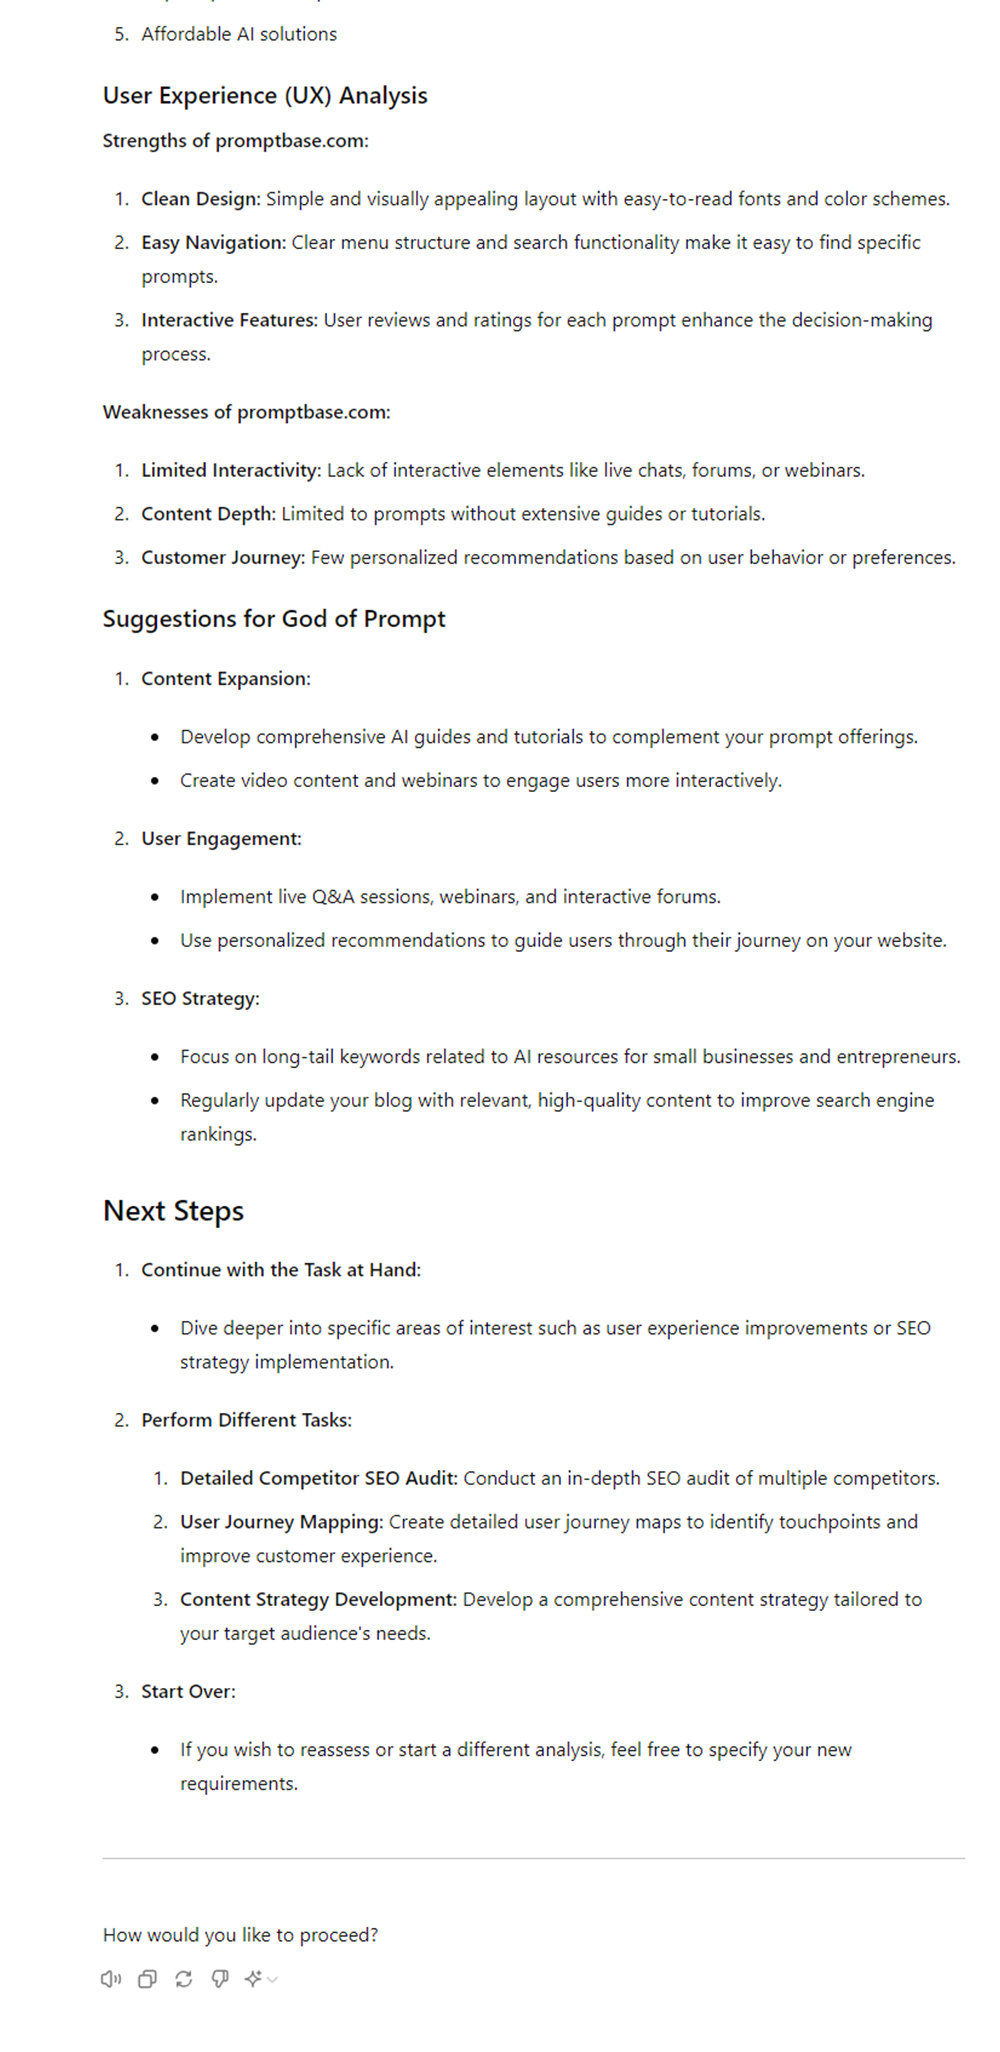 5. Affordable AI solutions
User Experience (UX) Analysis
Strengths of promptbase.com:
1. Clean Design: Simple and visually appealing layout with easy-to-read fonts and color schemes.
2. Easy Navigation: Clear menu structure and search functionality make it easy to find specific
prompts.
3. Interactive Features: User reviews and ratings for each prompt enhance the decision-making
process.
Weaknesses of promptbase.com:
1. Limited Interactivity: Lack of interactive elements like live chats, forums, or webinars.
2. Content Depth: Limited to prompts without extensive guides or tutorials.
3. Customer Journey: Few personalized recommendations based on user behavior or preferences.
Suggestions for God of Prompt
1. Content Expansion:
• Develop comprehensive AI guides and tutorials to complement your prompt offerings.
• Create video content and webinars to engage users more interactively.
2. User Engagement:
• Implement live Q&A sessions, webinars, and interactive forums.
• Use personalized recommendations to guide users through their journey on your website.
3. SEO Strategy:
• Focus on long-tail keywords related to AI resources for small businesses and entrepreneurs.
• Regularly update your blog with relevant, high-quality content to improve search engine
rankings.
Next Steps
1. Continue with the Task at Hand:
• Dive deeper into specific areas of interest such as user experience improvements or SEO
strategy implementation.
2. Perform Different Tasks:
1. Detailed Competitor SEO Audit: Conduct an in-depth SEO audit of multiple competitors.
2. User Journey Mapping: Create detailed user journey maps to identify touchpoints and
improve customer experience.
3. Content Strategy Development: Develop a comprehensive content strategy tailored to
your target audience's needs.
3. Start Over:
• If you wish to reassess or start a different analysis, feel free to specify your new
requirements.
How would you like to proceed?